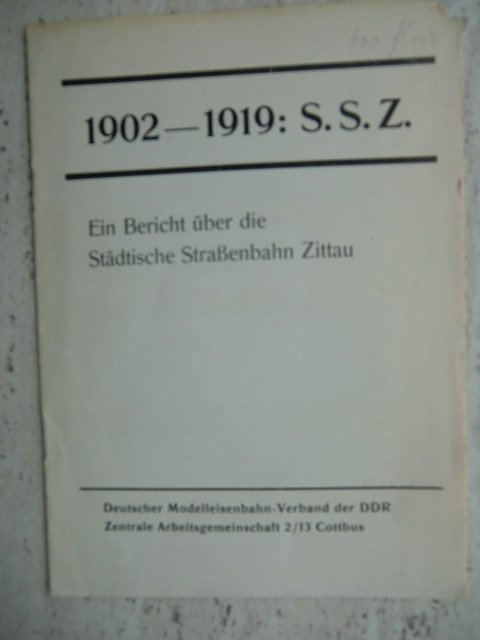 1902—1919: S. S. Z.
Ein Bericht über die
Städtische Straßenbahn Zittau
Deutscher Modelleisenbahn-Verband der DDR
Zentrale Arbeitsgemeinschaft 2/13 Cottbus